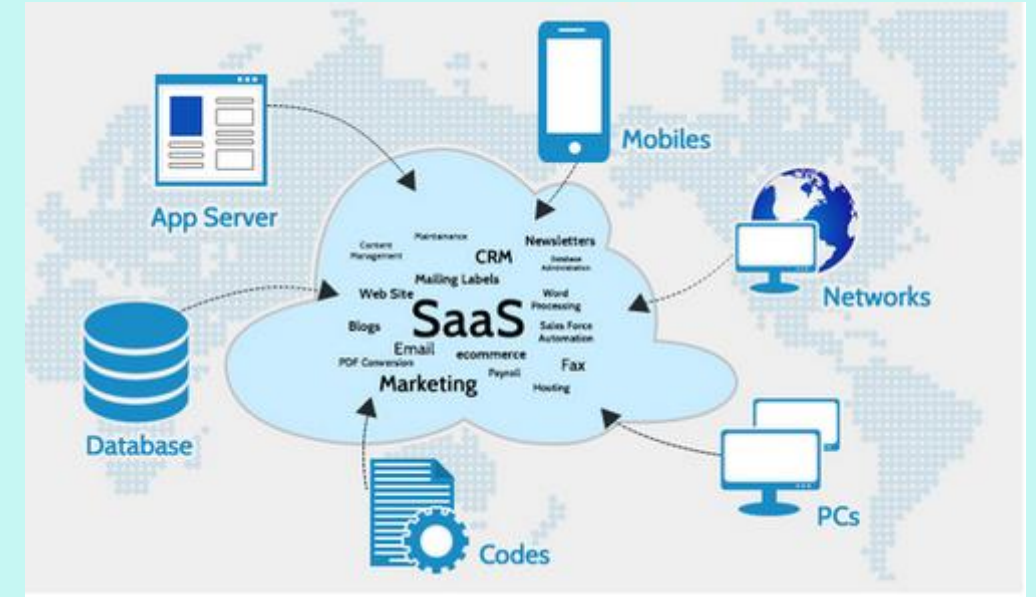 Mobiles
App Server
Maintenance
Newsletters
Content
Management
CRM
Database
Administration
Mailing Labels
Web Site
Word
Processing
SaaS
Networks
Blogs
Sales Force
Automation
Email
ecommerce
PDF Conversion
Payroll
Fax
Marketing
Hosting
Database
PCs
Codes